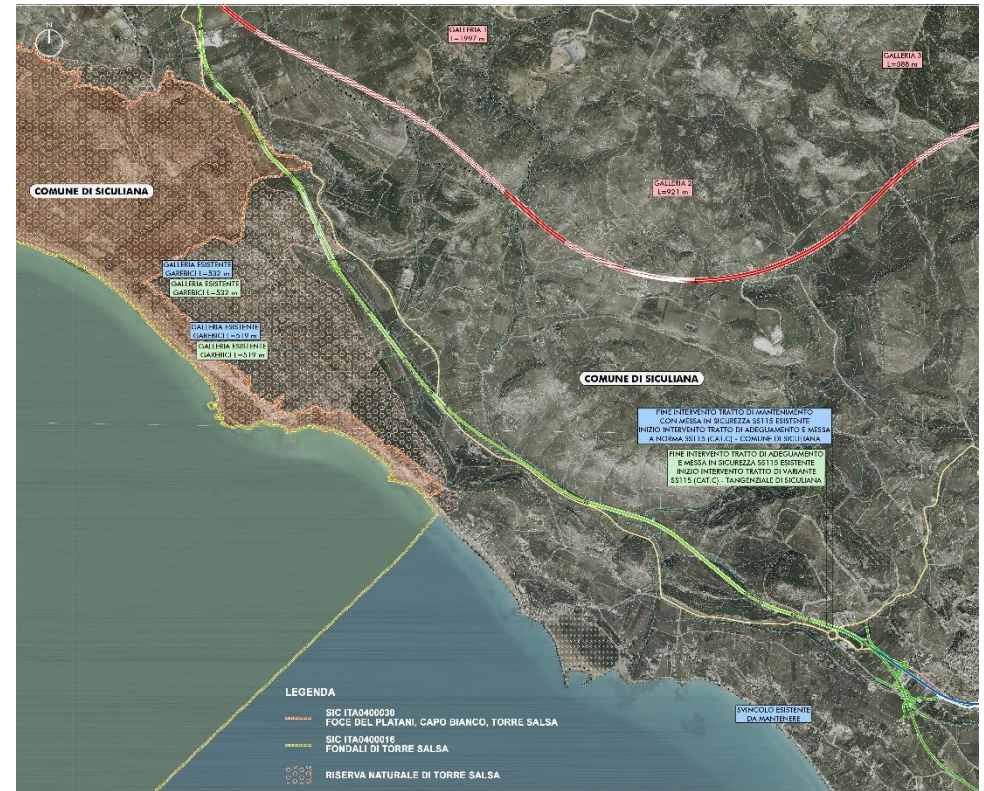 N
GALLERIA 1
L=1997 m
GALLERIA 3
L=388 m
COMUNE DI SICULIANA
GALLERIA 2
L=921 m
GALLERIA ESISTENTE
GAREBICI L=532 m
GALLERIA ESISTENTE
GAREBICI L=532 m
GALLERIA ESISTENTE
GAREBICI L=519 m
GALLERIA ESISTENTE
GAREBICI L=519 m
COMUNE DI SICULIANA
FINE INTERVENTO TRATTO DI MANTENIMENTO
CON MESSA IN SICUREZZA SS115 ESISTENTE
INIZIO INTERVENTO TRATTO DI ADEGUAMENTO E MESSA
A NORMA SS115 (CAT.C) - COMUNE DI SICULIANA
FINE INTERVENTO TRATTO DI ADEGUAMENTO
E MESSA IN SICUREZZA SS115 ESISTENTE
INIZIO INTERVENTO TRATTO DI VARIANTE
SS115 (CAT.C) - TANGENZIALE DI SICULIANA
SVINCOLO ESISTENTE
DA MANTENERE
LEGENDA
SIC ITA0400030
FOCE DEL PLATANI, CAPO BIANCO, TORRE SALSA
SIC ITA0400016
FONDALI DI TORRE SALSA
RISERVA NATURALE DI TORRE SALSA